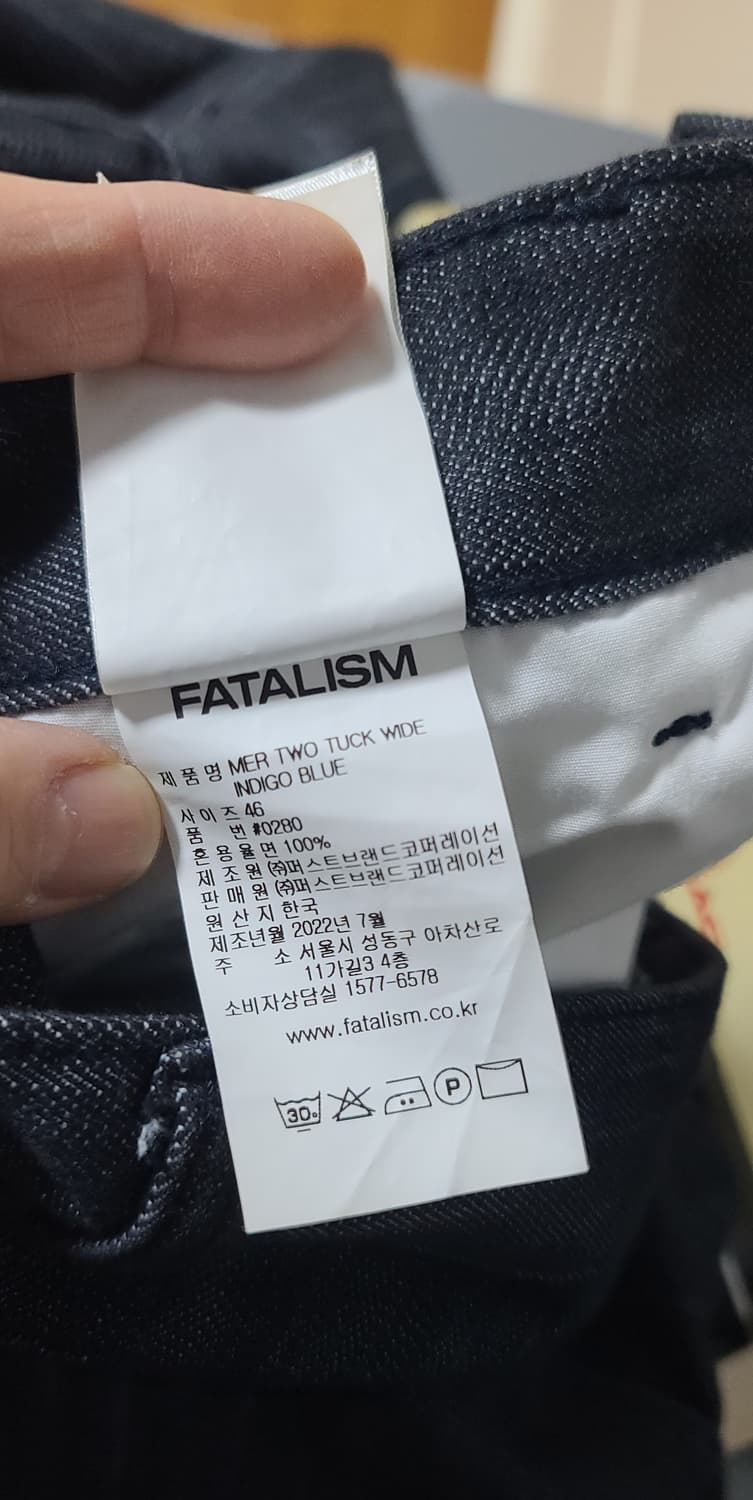 FATALISM
제 품 명 MER TWO TUCK WIDE
INDIGO BLUE
사 이 즈 46
품 번 #0280
혼 용 율 면 100%
제 조 원 ㈜퍼스트브랜드코퍼레이션
판 매 원 ㈜퍼스트브랜드코퍼레이션
원 산 지 한국
제조년월 2022년 7월
주 소 서울시 성동구 아차산로
11가길3 4층
소비자상담실 1577-6578
www.fatalism.co.kr
30 P